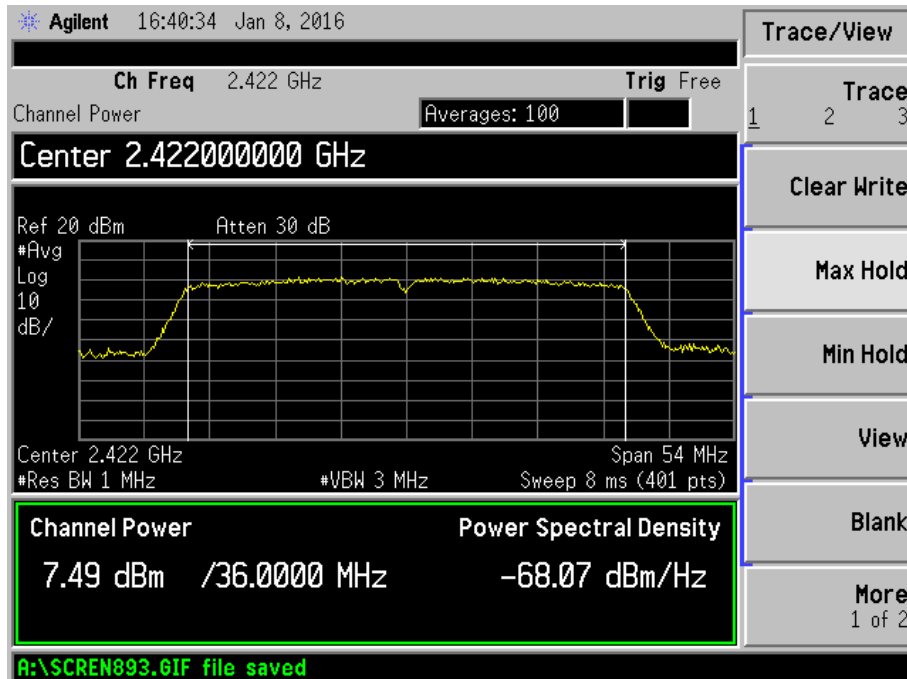 Agilent 16:40:34 Jan 8, 2016
Trace/View
Ch Freq 2.422 GHz Trig Free
Channel Power Averages: 100
Center 2.422000000 GHz
Ref 20 dBm Atten 30 dB
#Avg
Log
10
dB/
Center 2.422 GHz Span 54 MHz
#Res BW 1 MHz #VBW 3 MHz Sweep 8 ms (401 pts)
Channel Power Power Spectral Density
7.49 dBm /36.0000 MHz -68.07 dBm/Hz
A:\SCREN893.GIF file saved
Trace
1 2 3
Clear Write
Max Hold
Min Hold
View
Blank
More
1 of 2